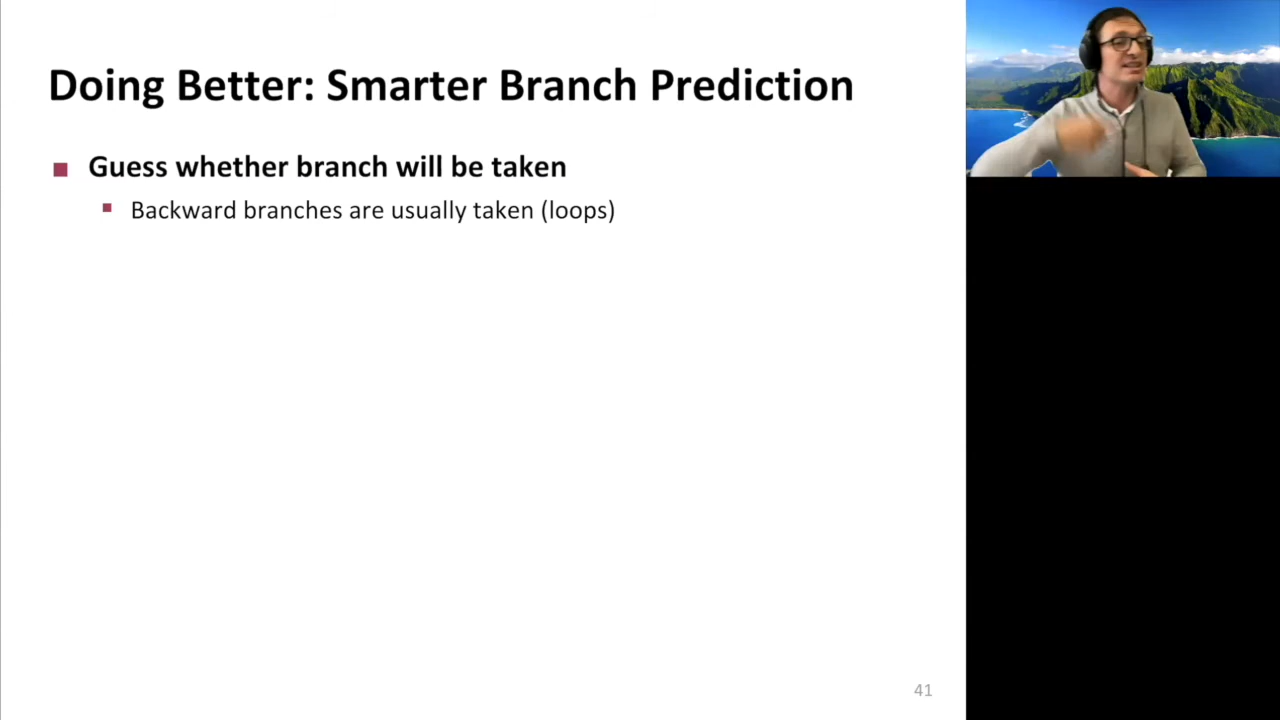 Doing Better: Smarter Branch Prediction
Guess whether branch will be taken
Backward branches are usually taken (loops)
41